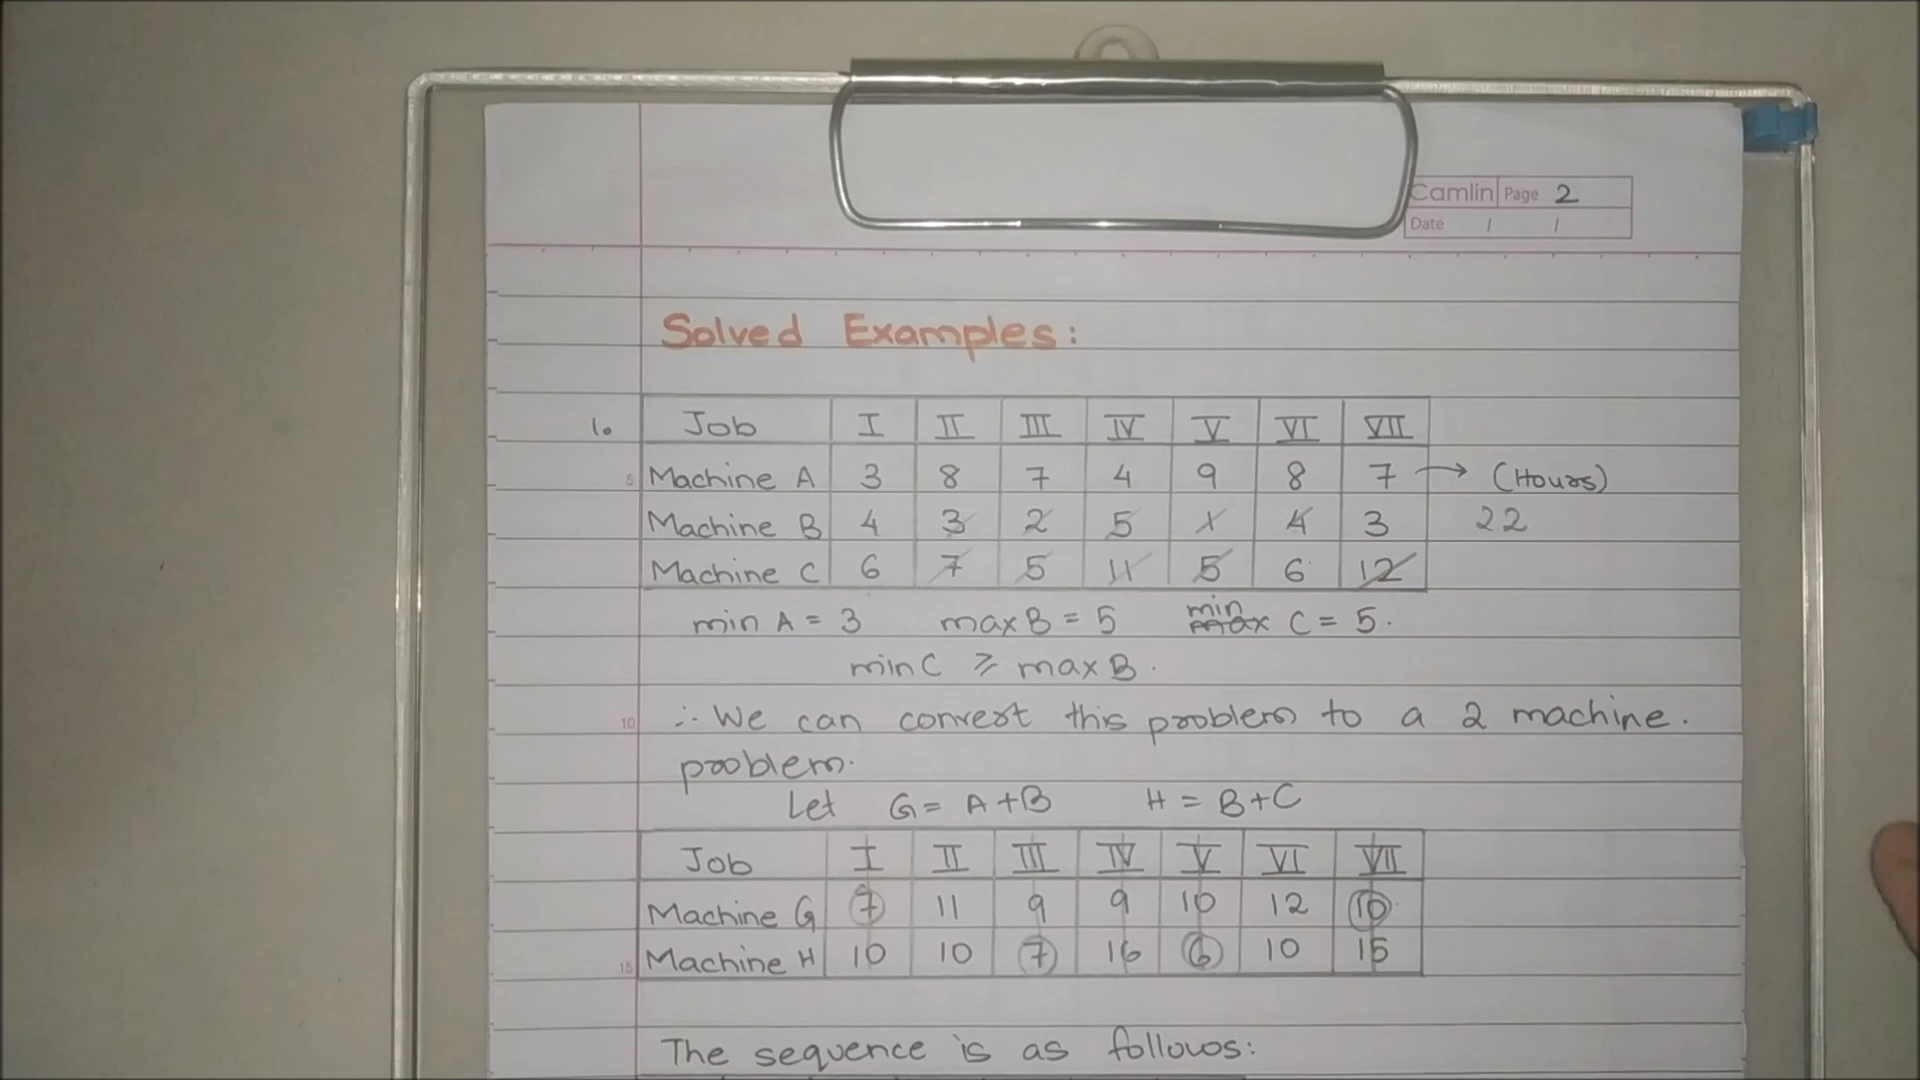 Camlin Page 2
Date / /
Solved Examples:
1. Job I II III IV V VI VII
5 Machine A 3 8 7 4 9 8 7 → (Hours)
Machine B 4 3 2 5 1 4 3 22
Machine C 6 7 5 11 5 6 12
min A = 3 max B = 5 min max C = 5.
min C ≥ max B.
10 ∴ We can convert this problem to a 2 machine.
problem.
Let G = A+B H = B+C
Job I II III IV V VI VII
Machine G 7 11 9 9 10 12 10
15 Machine H 10 10 7 16 6 10 15
The sequence is as follows: